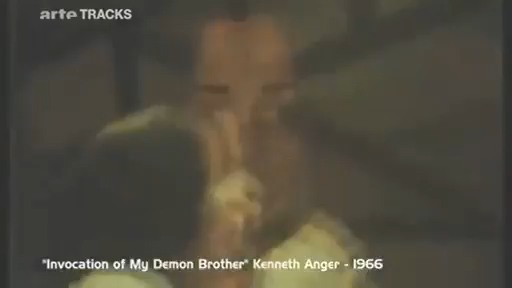 arte TRACKS
"Invocation of My Demon Brother" Kenneth Anger - 1966